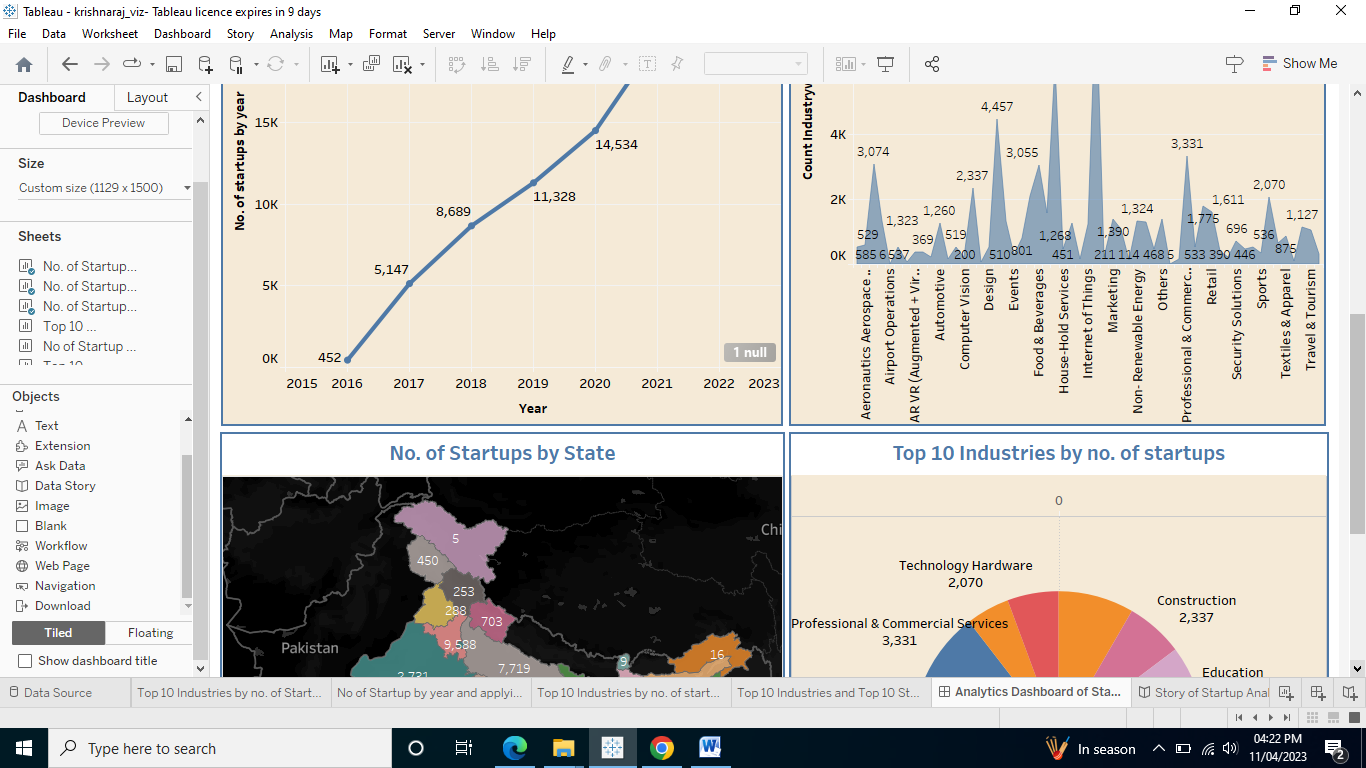 Tableau - krishnaraj_viz- Tableau licence expires in 9 days
File Data Worksheet Dashboard Story Analysis Map Format Server Window Help
Show Me
Dashboard Layout
Device Preview
Size
Custom size (1129 x 1500)
Sheets
No. of Startup...
No. of Startup...
No. of Startup...
Top 10 ...
No of Startup ...
Top 10
Objects
Text
Extension
Ask Data
Data Story
Image
Blank
Workflow
Web Page
Navigation
Download
Tiled Floating
Show dashboard title
No. of startups by year
15K
10K
5K
0K
452
5,147
8,689
11,328
14,534
1 null
2015 2016 2017 2018 2019 2020 2021 2022 2023
Year
Count Industryw
4K
2K
0K
4,457
3,074
3,055
3,331
2,337
2,070
1,611
1,323
1,260
1,324
1,775
1,127
529
369
519
801
1,268
1,390
696
536
875
585 6 537 200 510 451 211 114 468 5 533 390 446
Aeronautics Aerospace ..
Airport Operations
AR VR (Augmented + Vir..
Automotive
Computer Vision
Design
Events
Food & Beverages
House-Hold Services
Internet of Things
Marketing
Non- Renewable Energy
Others
Professional & Commerc..
Retail
Security Solutions
Sports
Textiles & Apparel
Travel & Tourism
No. of Startups by State
Chi
5
450
253
288
703
9,588
Pakistan
7,719
9
16
2,731
Top 10 Industries by no. of startups
0
Technology Hardware
2,070
Construction
2,337
Professional & Commercial Services
3,331
Education
Data Source Top 10 Industries by no. of Start... No of Startup by year and applyi... Top 10 Industries by no. of start... Top 10 Industries and Top 10 St... Analytics Dashboard of Sta... Story of Startup Anal
Type here to search
In season
04:22 PM
11/04/2023
2